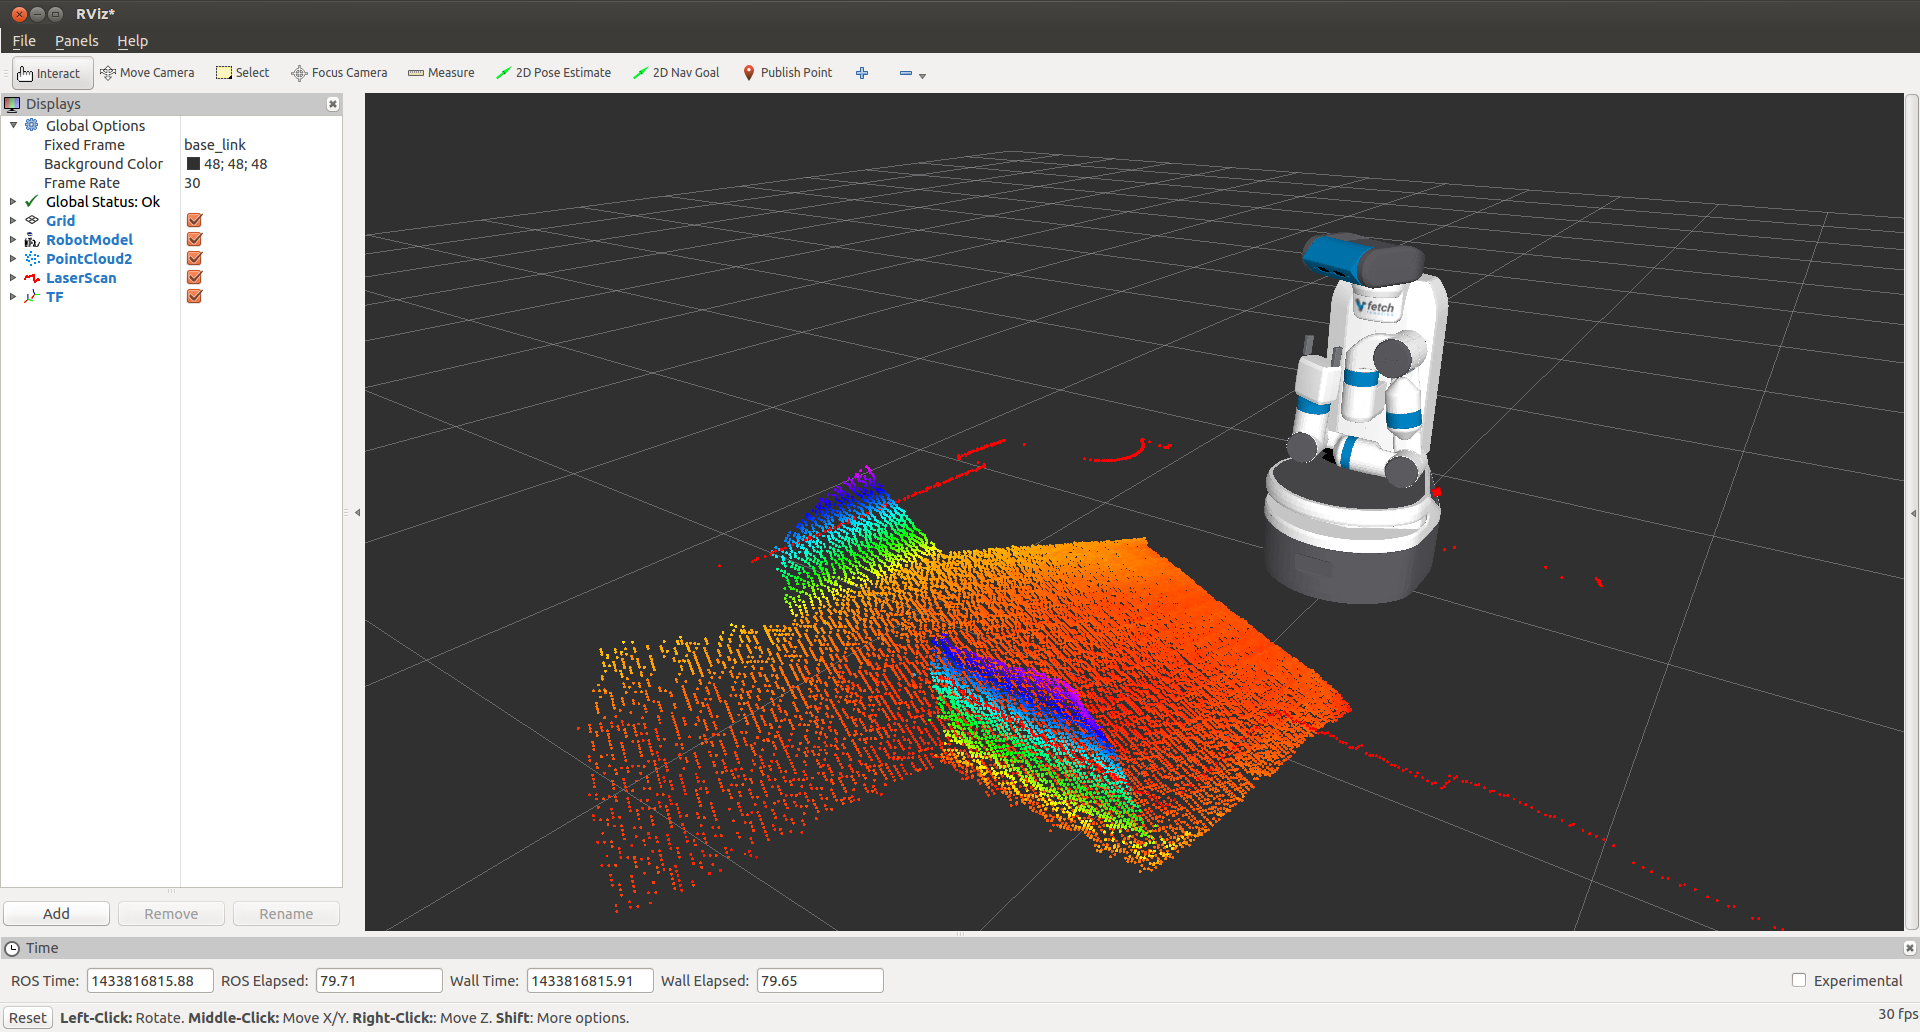 RViz*
File Panels Help
Interact Move Camera Select Focus Camera Measure 2D Pose Estimate 2D Nav Goal Publish Point
Displays
Global Options
Fixed Frame base_link
Background Color 48; 48; 48
Frame Rate 30
Global Status: Ok
Grid
RobotModel
PointCloud2
LaserScan
TF
fetch
Add Remove Rename
Time
ROS Time: 1433816815.88 ROS Elapsed: 79.71 Wall Time: 1433816815.91 Wall Elapsed: 79.65 Experimental
Reset Left-Click: Rotate. Middle-Click: Move X/Y. Right-Click:: Move Z. Shift: More options. 30 fps